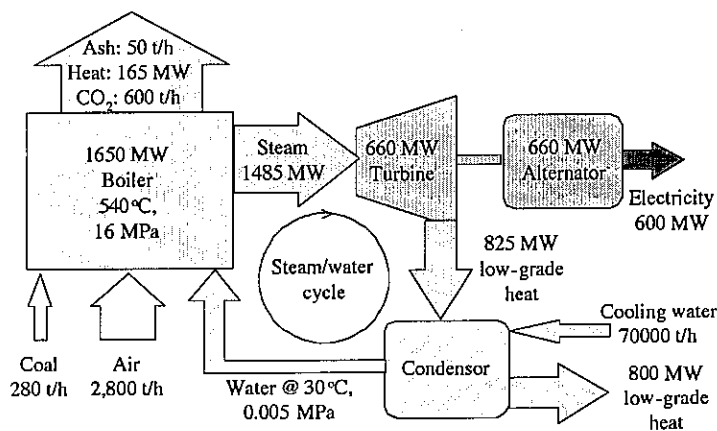 Ash: 50 t/h
Heat: 165 MW
CO₂: 600 t/h
1650 MW
Boiler
540°C,
16 MPa
Steam
1485 MW
660 MW
Turbine
660 MW
Alternator
Electricity
600 MW
Steam/water
cycle
825 MW
low-grade
heat
Cooling water
70000 t/h
Coal
280 t/h
Air
2,800 t/h
Water @ 30°C,
0.005 MPa
Condensor
800 MW
low-grade
heat